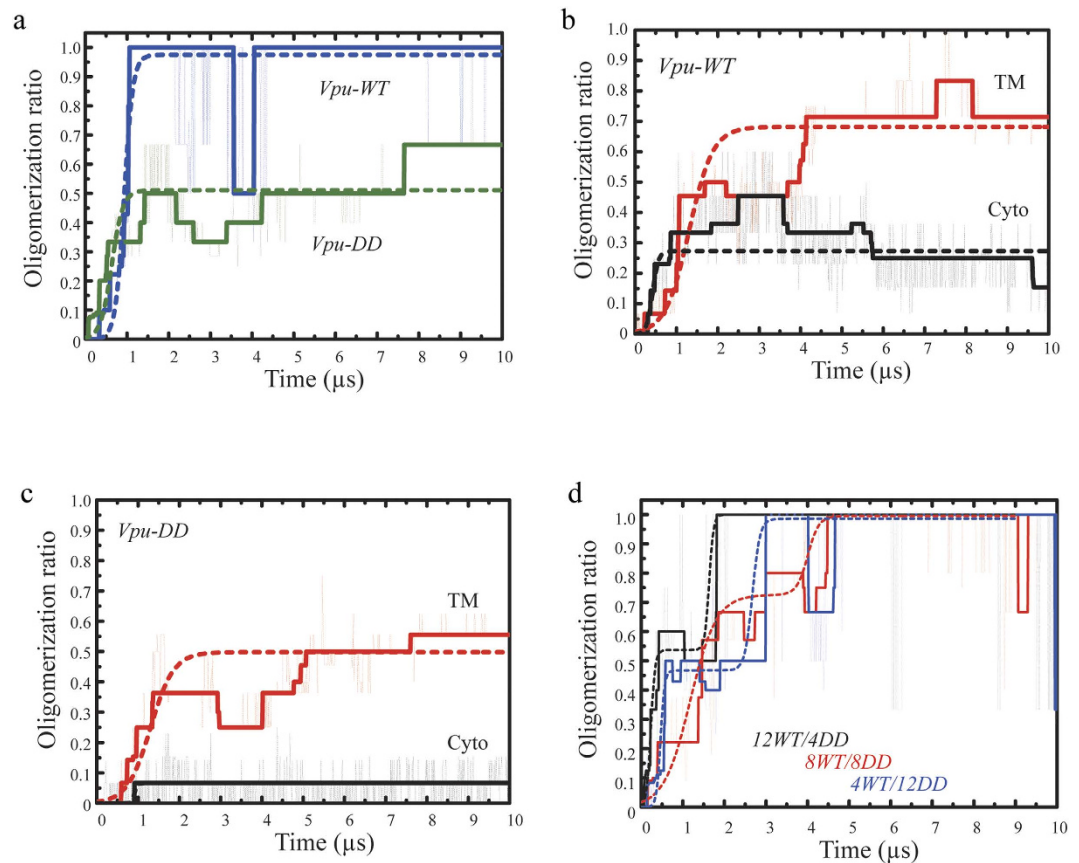 a
Oligomerization ratio
1.0
0.9
0.8
0.7
0.6
0.5
0.4
0.3
0.2
0.1
0
Vpu-WT
Vpu-DD
0 1 2 3 4 5 6 7 8 9 10
Time (µs)
b
Oligomerization ratio
1.0
0.9
0.8
0.7
0.6
0.5
0.4
0.3
0.2
0.1
0
Vpu-WT
TM
Cyto
0 1 2 3 4 5 6 7 8 9 10
Time (µs)
c
Oligomerization ratio
1.0
0.9
0.8
0.7
0.6
0.5
0.4
0.3
0.2
0.1
0
Vpu-DD
TM
Cyto
0 1 2 3 4 5 6 7 8 9 10
Time (µs)
d
Oligomerization ratio
1.0
0.9
0.8
0.7
0.6
0.5
0.4
0.3
0.2
0.1
0
12WT/4DD
8WT/8DD
4WT/12DD
0 1 2 3 4 5 6 7 8 9 10
Time (µs)